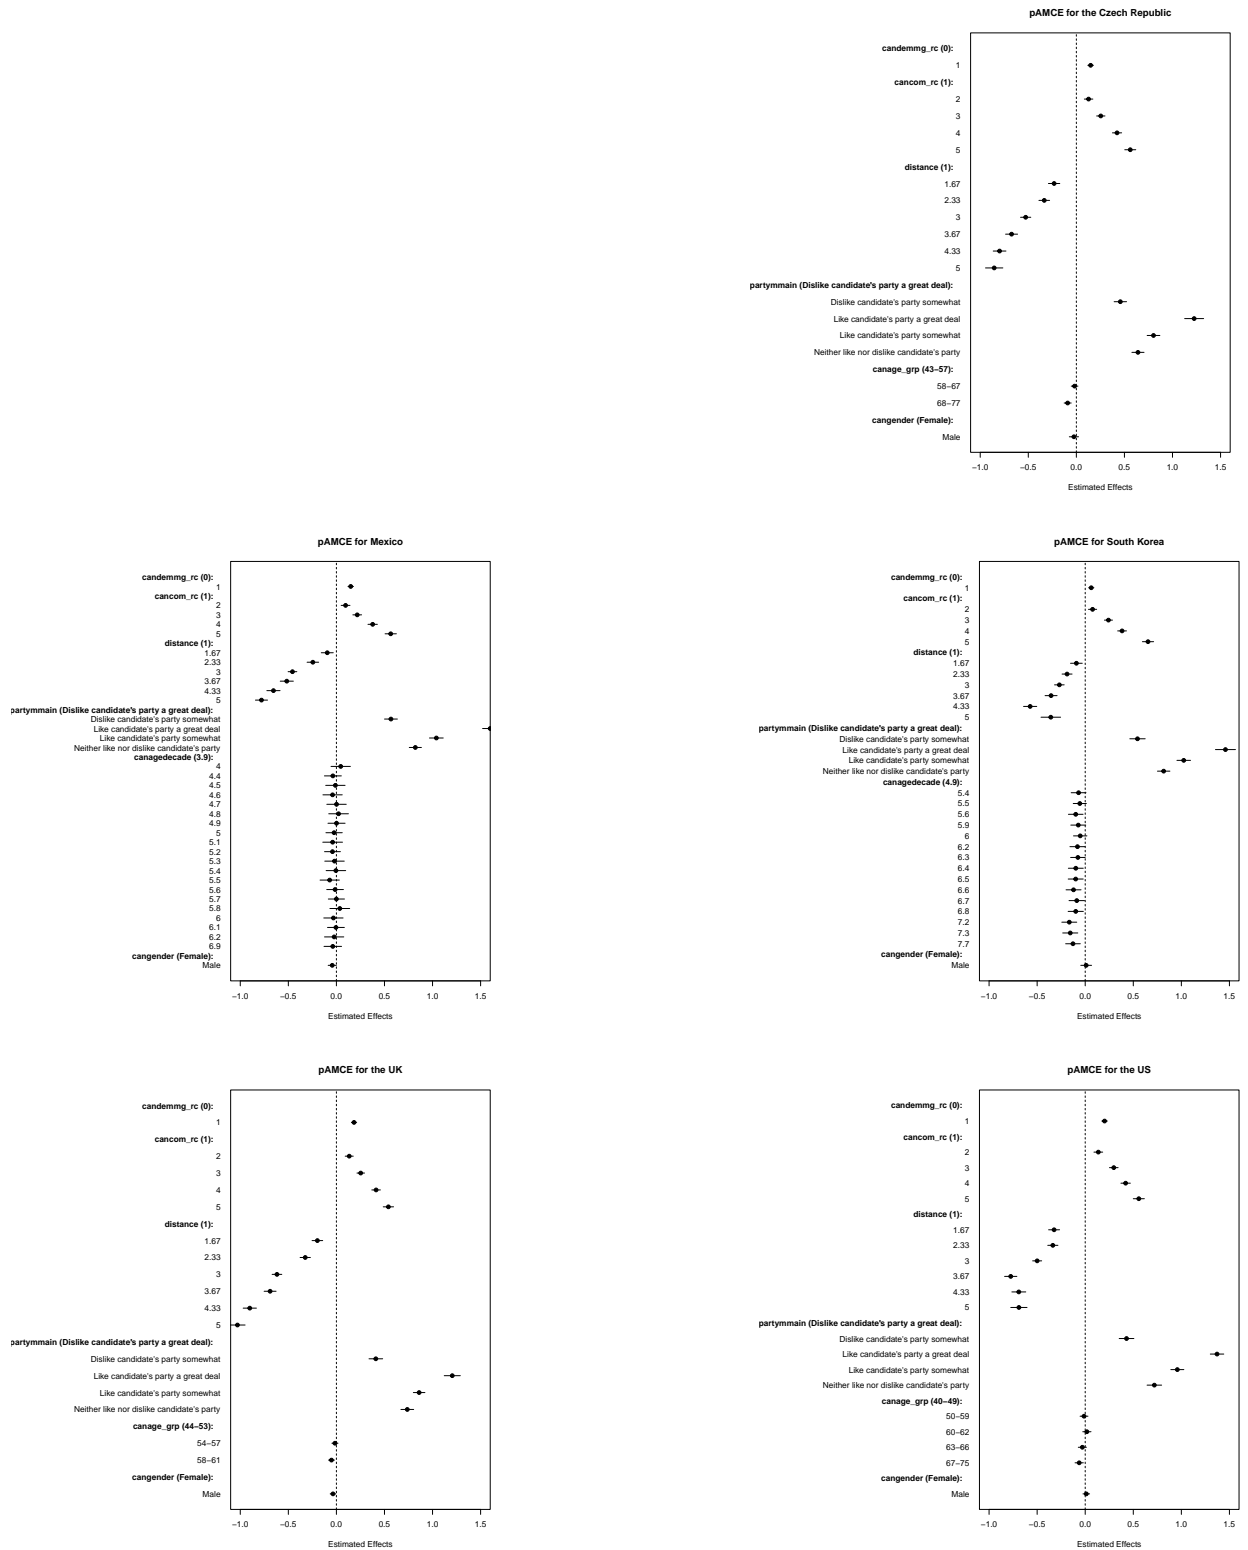 pAMCE for the Czech Republic
candemmg_rc (0):
1
cancom_rc (1):
2
3
4
5
distance (1):
1.67
2.33
3
3.67
4.33
5
partymmain (Dislike candidate's party a great deal):
Dislike candidate's party somewhat
Like candidate's party a great deal
Like candidate's party somewhat
Neither like nor dislike candidate's party
canage_grp (43–57):
58–67
68–77
cangender (Female):
Male
−1.0 −0.5 0.0 0.5 1.0 1.5
Estimated Effects
pAMCE for Mexico
candemmg_rc (0):
1
cancom_rc (1):
2
3
4
5
distance (1):
1.67
2.33
3
3.67
4.33
5
partymmain (Dislike candidate's party a great deal):
Dislike candidate's party somewhat
Like candidate's party a great deal
Like candidate's party somewhat
Neither like nor dislike candidate's party
canagedecade (3.9):
4
4.4
4.5
4.6
4.7
4.8
4.9
5
5.1
5.2
5.3
5.4
5.5
5.6
5.7
5.8
6
6.1
6.2
6.9
cangender (Female):
Male
−1.0 −0.5 0.0 0.5 1.0 1.5
Estimated Effects
pAMCE for South Korea
candemmg_rc (0):
1
cancom_rc (1):
2
3
4
5
distance (1):
1.67
2.33
3
3.67
4.33
5
partymmain (Dislike candidate's party a great deal):
Dislike candidate's party somewhat
Like candidate's party a great deal
Like candidate's party somewhat
Neither like nor dislike candidate's party
canagedecade (4.9):
5.4
5.5
5.6
5.9
6
6.2
6.3
6.4
6.5
6.6
6.7
6.8
7.2
7.3
7.7
cangender (Female):
Male
−1.0 −0.5 0.0 0.5 1.0 1.5
Estimated Effects
pAMCE for the UK
candemmg_rc (0):
1
cancom_rc (1):
2
3
4
5
distance (1):
1.67
2.33
3
3.67
4.33
5
partymmain (Dislike candidate's party a great deal):
Dislike candidate's party somewhat
Like candidate's party a great deal
Like candidate's party somewhat
Neither like nor dislike candidate's party
canage_grp (44–53):
54–57
58–61
cangender (Female):
Male
−1.0 −0.5 0.0 0.5 1.0 1.5
Estimated Effects
pAMCE for the US
candemmg_rc (0):
1
cancom_rc (1):
2
3
4
5
distance (1):
1.67
2.33
3
3.67
4.33
5
partymmain (Dislike candidate's party a great deal):
Dislike candidate's party somewhat
Like candidate's party a great deal
Like candidate's party somewhat
Neither like nor dislike candidate's party
canage_grp (40–49):
50–59
60–62
63–66
67–75
cangender (Female):
Male
−1.0 −0.5 0.0 0.5 1.0 1.5
Estimated Effects